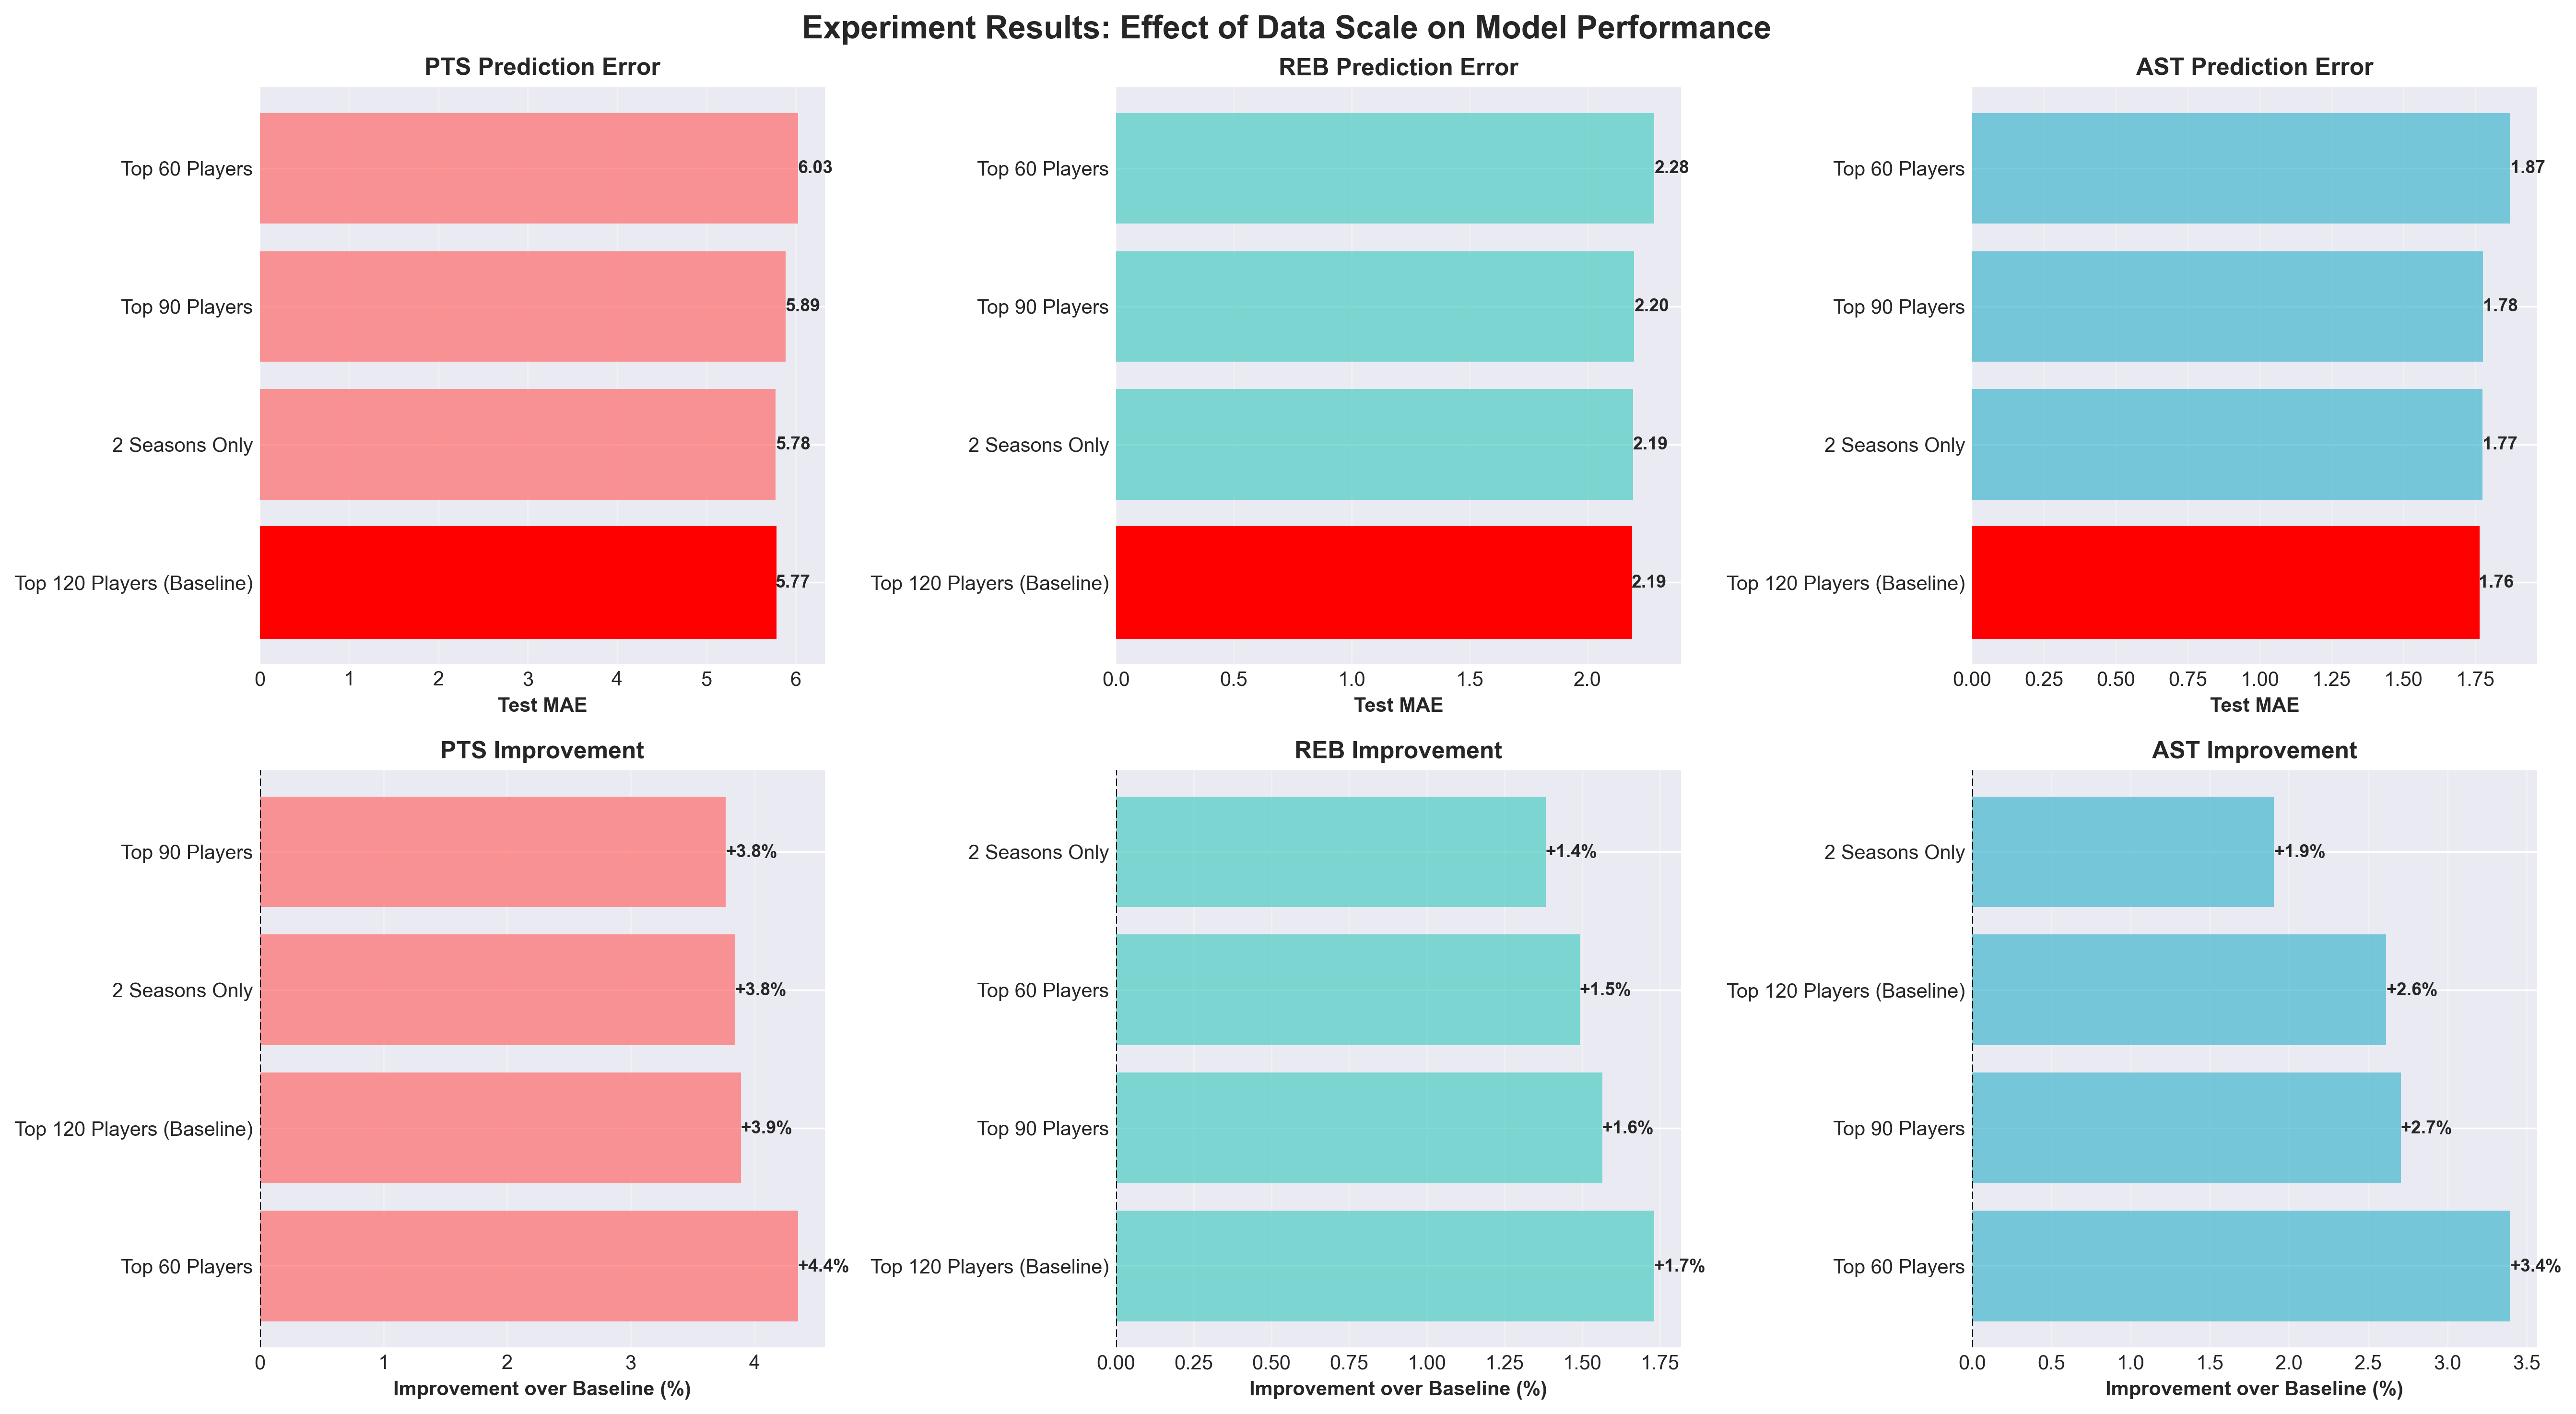 Experiment Results: Effect of Data Scale on Model Performance
PTS Prediction Error
Top 60 Players
6.03
Top 90 Players
5.89
2 Seasons Only
5.78
Top 120 Players (Baseline)
5.77
0 1 2 3 4 5 6
Test MAE
REB Prediction Error
Top 60 Players
2.28
Top 90 Players
2.20
2 Seasons Only
2.19
Top 120 Players (Baseline)
2.19
0.0 0.5 1.0 1.5 2.0
Test MAE
AST Prediction Error
Top 60 Players
1.87
Top 90 Players
1.78
2 Seasons Only
1.77
Top 120 Players (Baseline)
1.76
0.00 0.25 0.50 0.75 1.00 1.25 1.50 1.75
Test MAE
PTS Improvement
Top 90 Players
+3.8%
2 Seasons Only
+3.8%
Top 120 Players (Baseline)
+3.9%
Top 60 Players
+4.4%
0 1 2 3 4
Improvement over Baseline (%)
REB Improvement
2 Seasons Only
+1.4%
Top 60 Players
+1.5%
Top 90 Players
+1.6%
Top 120 Players (Baseline)
+1.7%
0.00 0.25 0.50 0.75 1.00 1.25 1.50 1.75
Improvement over Baseline (%)
AST Improvement
2 Seasons Only
+1.9%
Top 120 Players (Baseline)
+2.6%
Top 90 Players
+2.7%
Top 60 Players
+3.4%
0.0 0.5 1.0 1.5 2.0 2.5 3.0 3.5
Improvement over Baseline (%)